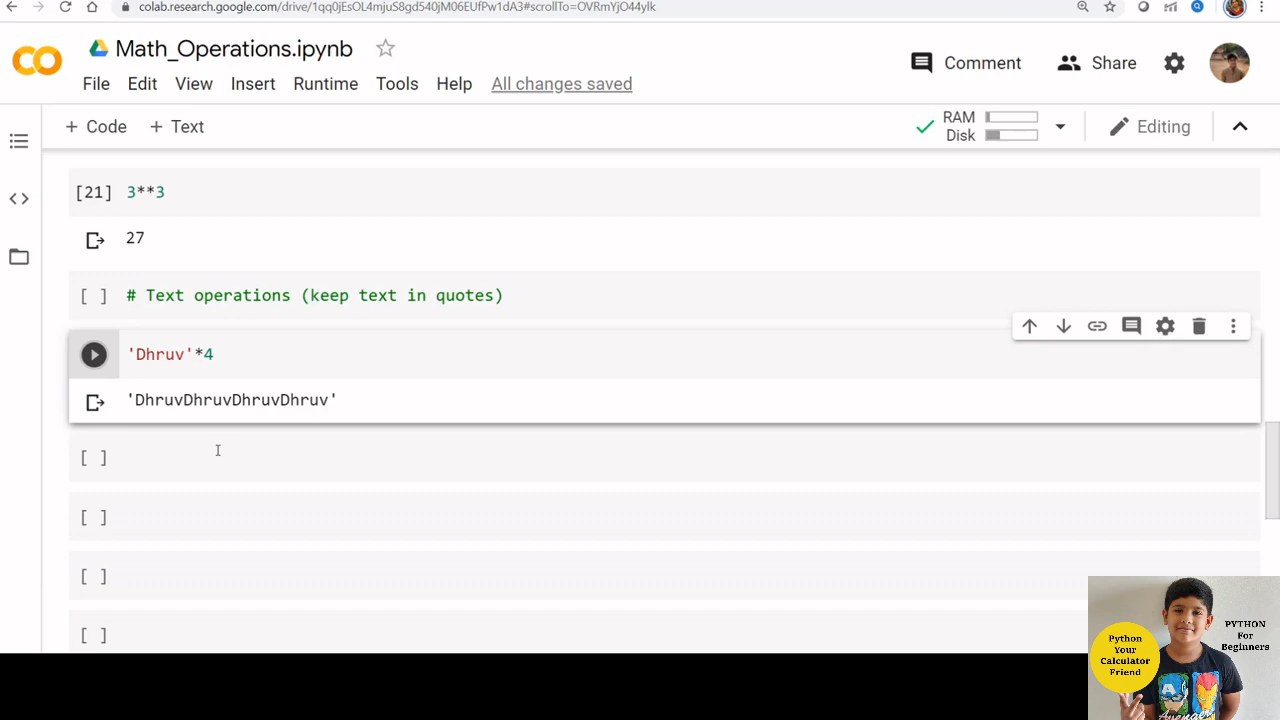 colab.research.google.com/drive/1qq0jEsOL4mjuS8gd540jM06EUfPw1dA3#scrollTo=OVRmYjO44ylk
Math_Operations.ipynb
Comment
Share
File Edit View Insert Runtime Tools Help All changes saved
+ Code + Text
RAM
Disk
Editing
[21] 3**3
27
[ ] # Text operations (keep text in quotes)
'Dhruv'*4
'DhruvDhruvDhruvDhruv'
[ ]
[ ]
[ ]
[ ]
Python
Your
Calculator
Friend
PYTHON
For
Beginners